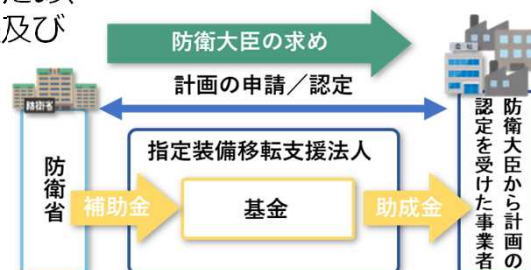 及び
防衛大臣の求め
計画の申請／認定
防衛省
防衛省
指定装備移転支援法人
補助金
基金
助成金
防衛大臣から計画の
認定を受けた事業者